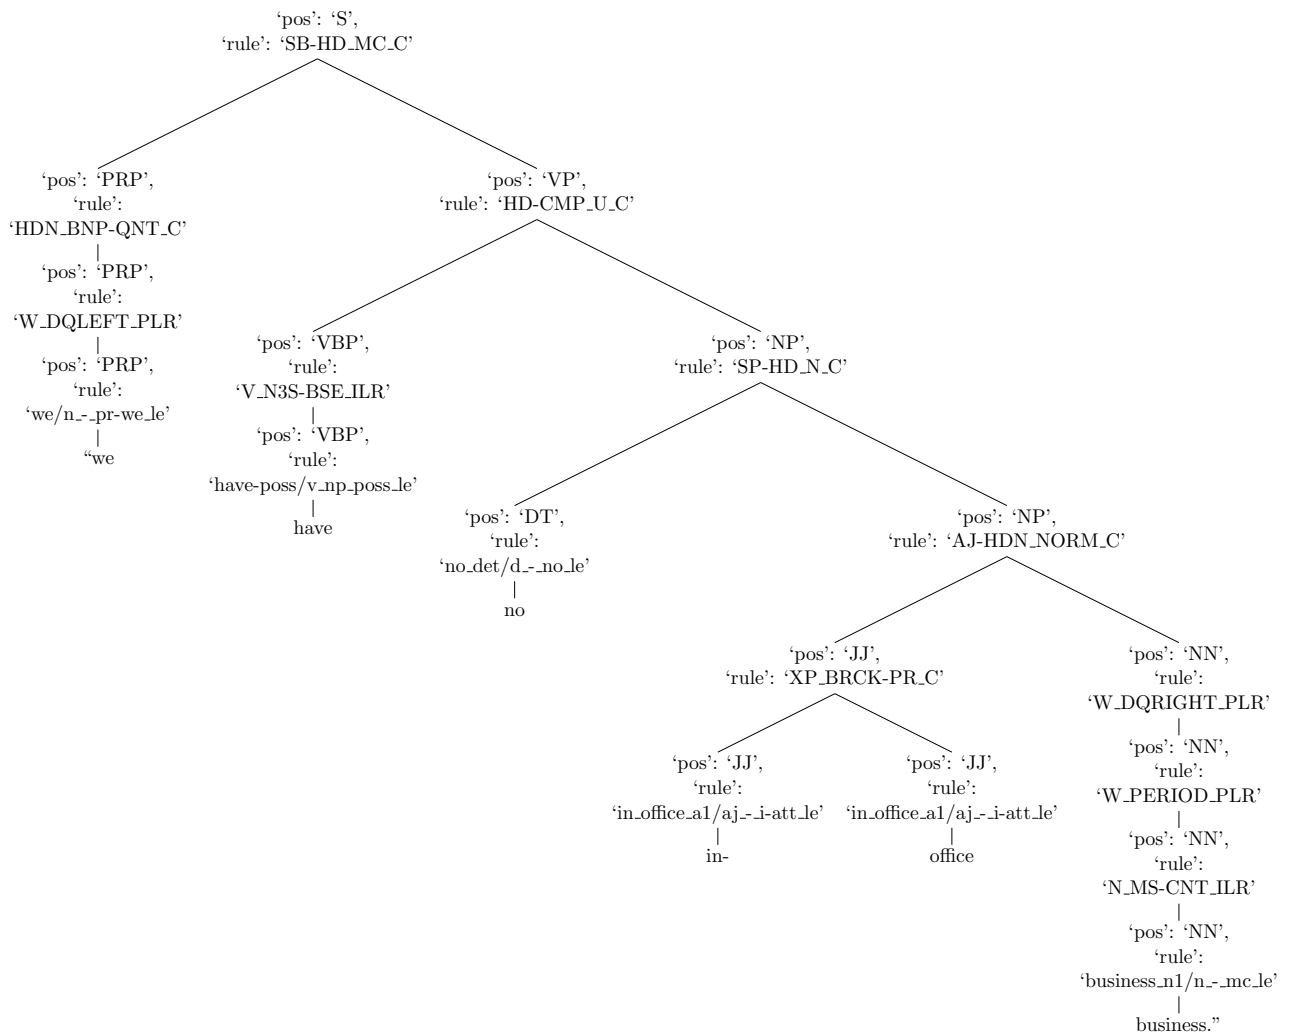 ‘pos’: ‘S’,
‘rule’: ‘SB-HD_MC_C’
‘pos’: ‘PRP’,
‘rule’:
‘HDN_BNP-QNT_C’
‘pos’: ‘PRP’,
‘rule’:
‘W_DQLEFT_PLR’
‘pos’: ‘PRP’,
‘rule’:
‘we/n_-_pr-we_le’
“we
‘pos’: ‘VP’,
‘rule’: ‘HD-CMP_U_C’
‘pos’: ‘VBP’,
‘rule’:
‘V_N3S-BSE_ILR’
‘pos’: ‘VBP’,
‘rule’:
‘have-poss/v_np_poss_le’
have
‘pos’: ‘NP’,
‘rule’: ‘SP-HD_N_C’
‘pos’: ‘DT’,
‘rule’:
‘no_det/d_-_no_le’
no
‘pos’: ‘NP’,
‘rule’: ‘AJ-HDN_NORM_C’
‘pos’: ‘JJ’,
‘rule’: ‘XP_BRCK-PR_C’
‘pos’: ‘JJ’,
‘rule’:
‘in_office_a1/aj_-_i-att_le’
in-
‘pos’: ‘JJ’,
‘rule’:
‘in_office_a1/aj_-_i-att_le’
office
‘pos’: ‘NN’,
‘rule’:
‘W_DQRIGHT_PLR’
‘pos’: ‘NN’,
‘rule’:
‘W_PERIOD_PLR’
‘pos’: ‘NN’,
‘rule’:
‘N_MS-CNT_ILR’
‘pos’: ‘NN’,
‘rule’:
‘business_n1/n_-_mc_le’
business.”